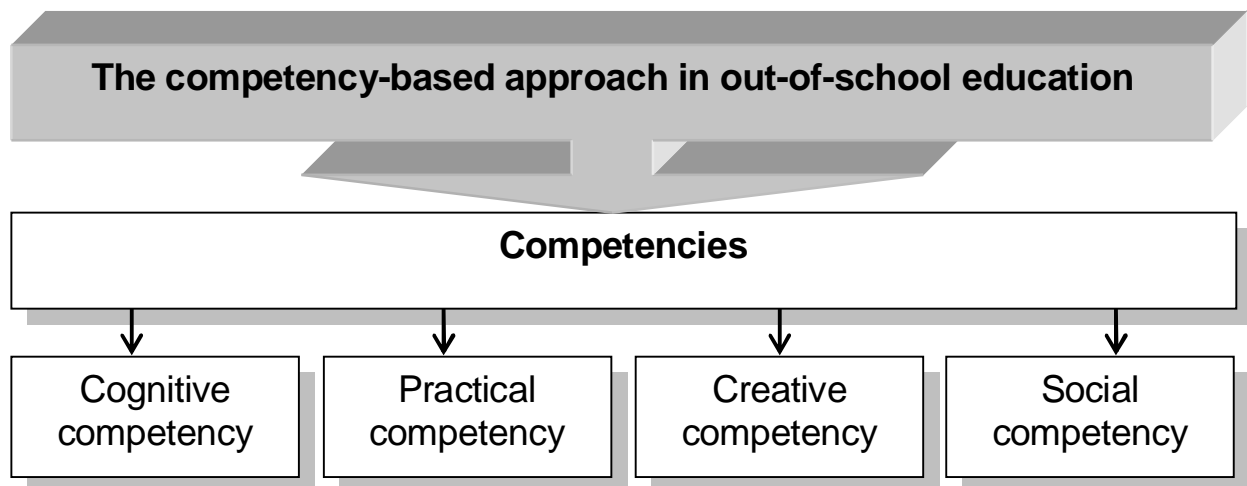 The competency-based approach in out-of-school education
Competencies
Cognitive
competency
Practical
competency
Creative
competency
Social
competency